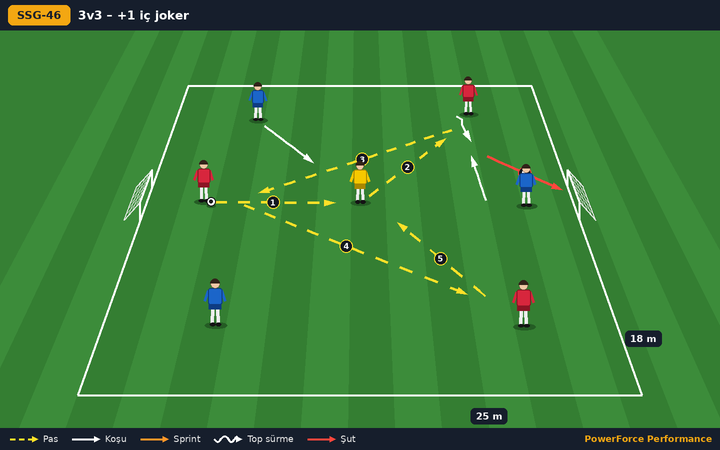 SSG-46 3v3 – +1 iç joker
3
2
1
4
5
18 m
25 m
Pas Koşu Sprint Top sürme Şut PowerForce Performance